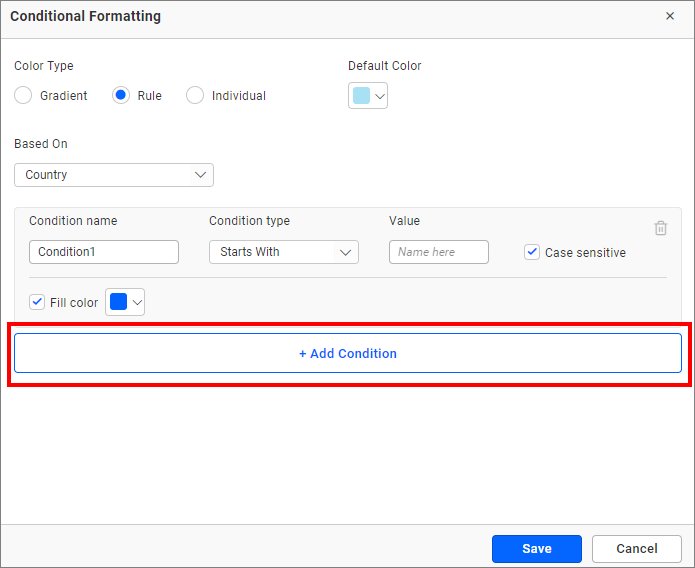 Conditional Formatting ×
Color Type Default Color
Gradient Rule Individual
Based On
Country
Condition name Condition type Value
Condition1 Starts With Name here Case sensitive
Fill color
+ Add Condition
Save Cancel